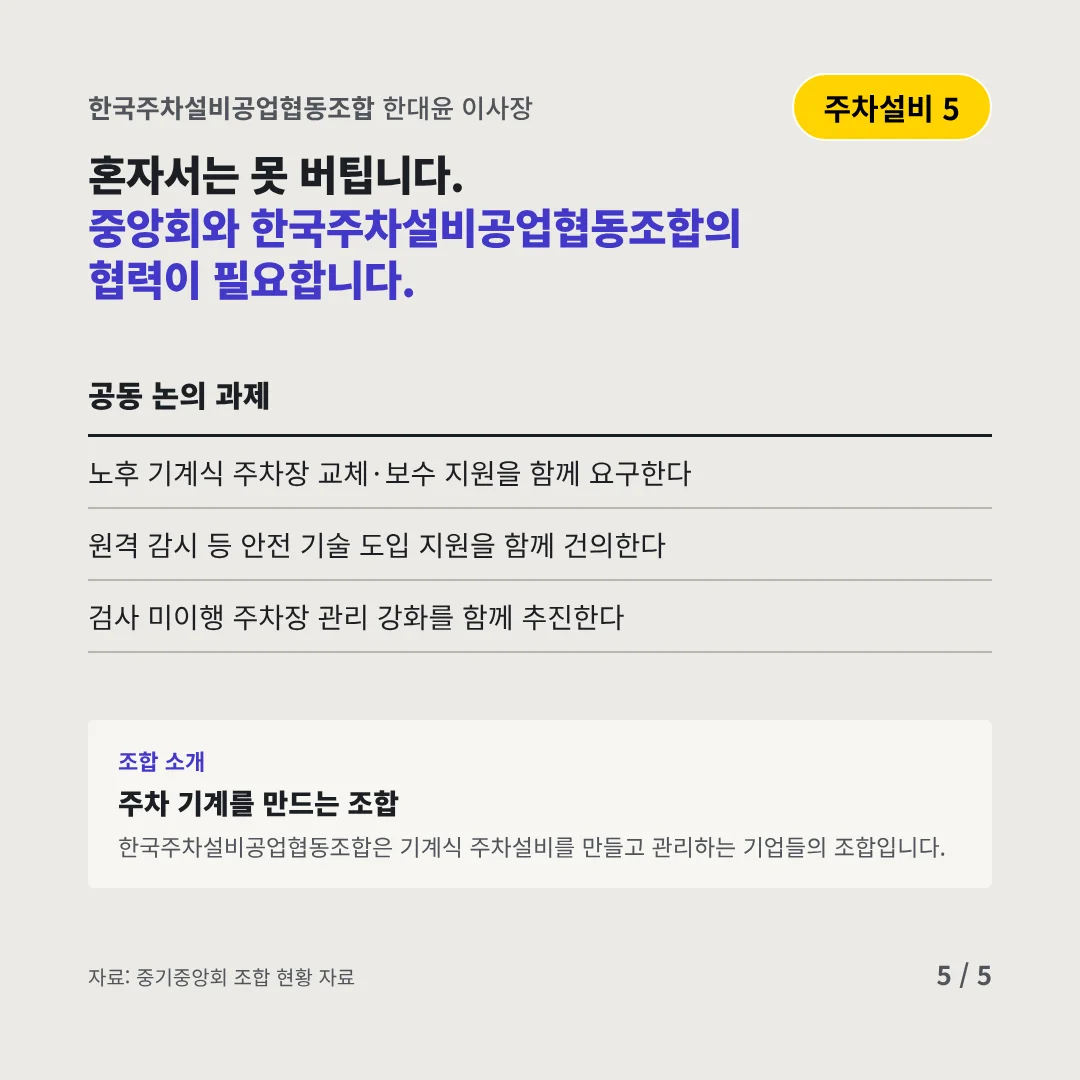 한국주차설비공업협동조합 한대윤 이사장
주차설비 5
혼자서는 못 버팁니다.
중앙회와 한국주차설비공업협동조합의
협력이 필요합니다.
공동 논의 과제
노후 기계식 주차장 교체·보수 지원을 함께 요구한다
원격 감시 등 안전 기술 도입 지원을 함께 건의한다
검사 미이행 주차장 관리 강화를 함께 추진한다
조합 소개
주차 기계를 만드는 조합
한국주차설비공업협동조합은 기계식 주차설비를 만들고 관리하는 기업들의 조합입니다.
자료: 중기중앙회 조합 현황 자료
5 / 5